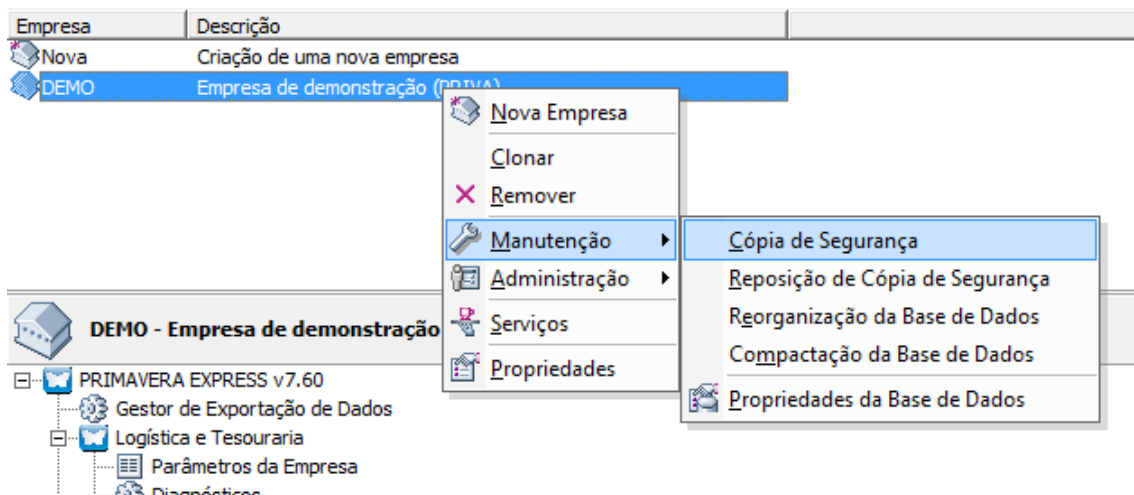 Empresa Descrição
Nova Criação de uma nova empresa
DEMO Empresa de demonstração (PRIVA)
Nova Empresa
Clonar
Remover
Manutenção
Administração
Serviços
Propriedades
Cópia de Segurança
Reposição de Cópia de Segurança
Reorganização da Base de Dados
Compactação da Base de Dados
Propriedades da Base de Dados
DEMO - Empresa de demonstração
PRIMAVERA EXPRESS v7.60
Gestor de Exportação de Dados
Logística e Tesouraria
Parâmetros da Empresa
Diagnósticos